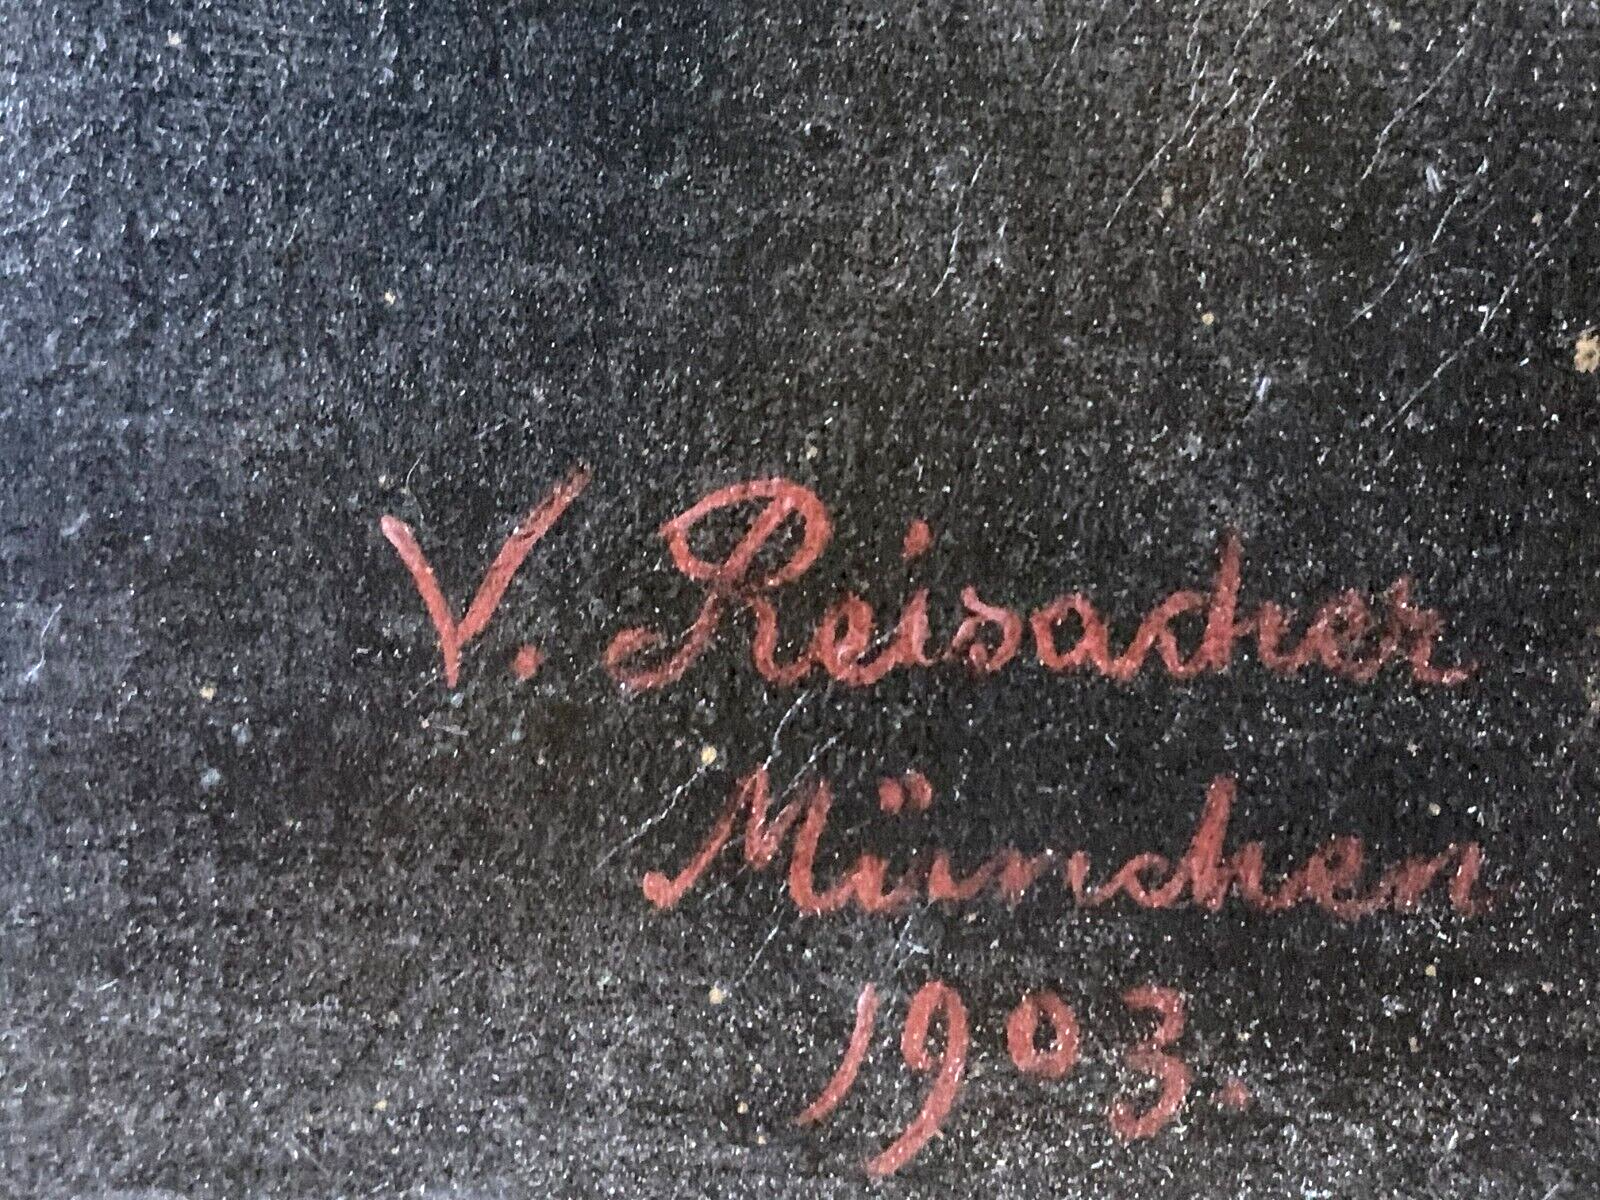 V. Reisacher
München
1903.